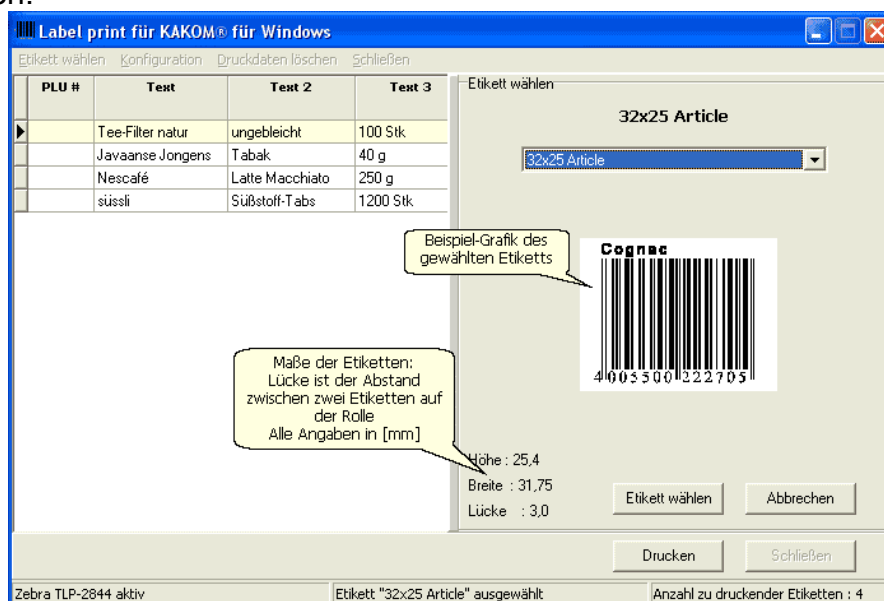 Label print für KAKOM® für Windows
Etikett wählen Konfiguration Druckdaten löschen Schließen
PLU # Text Text 2 Text 3
Tee-Filter natur ungebleicht 100 Stk
Javaanse Jongens Tabak 40 g
Nescafé Latte Macchiato 250 g
süssli Süßstoff-Tabs 1200 Stk
Etikett wählen
32x25 Article
32x25 Article
Beispiel-Grafik des
gewählten Etiketts
Cognac
4005500222705
Maße der Etiketten:
Lücke ist der Abstand
zwischen zwei Etiketten auf
der Rolle
Alle Angaben in [mm]
Höhe : 25,4
Breite : 31,75
Lücke : 3,0
Etikett wählen Abbrechen
Drucken Schließen
Zebra TLP-2844 aktiv Etikett "32x25 Article" ausgewählt Anzahl zu druckender Etiketten : 4